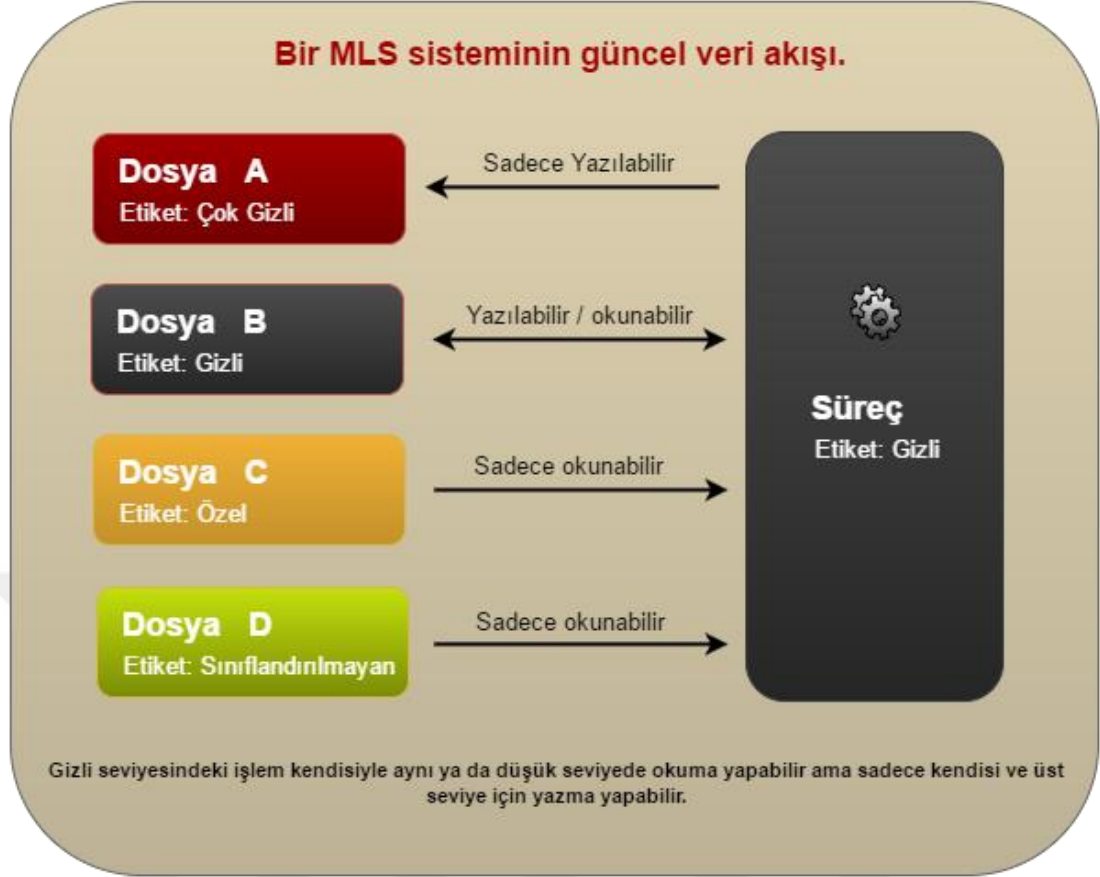 Bir MLS sisteminin güncel veri akışı.
Dosya A
Etiket: Çok Gizli
Sadece Yazılabilir
Dosya B
Etiket: Gizli
Yazılabilir / okunabilir
Süreç
Etiket: Gizli
Dosya C
Etiket: Özel
Sadece okunabilir
Dosya D
Etiket: Sınıflandırılmayan
Sadece okunabilir
Gizli seviyesindeki işlem kendisiyle aynı ya da düşük seviyede okuma yapabilir ama sadece kendisi ve üst
seviye için yazma yapabilir.